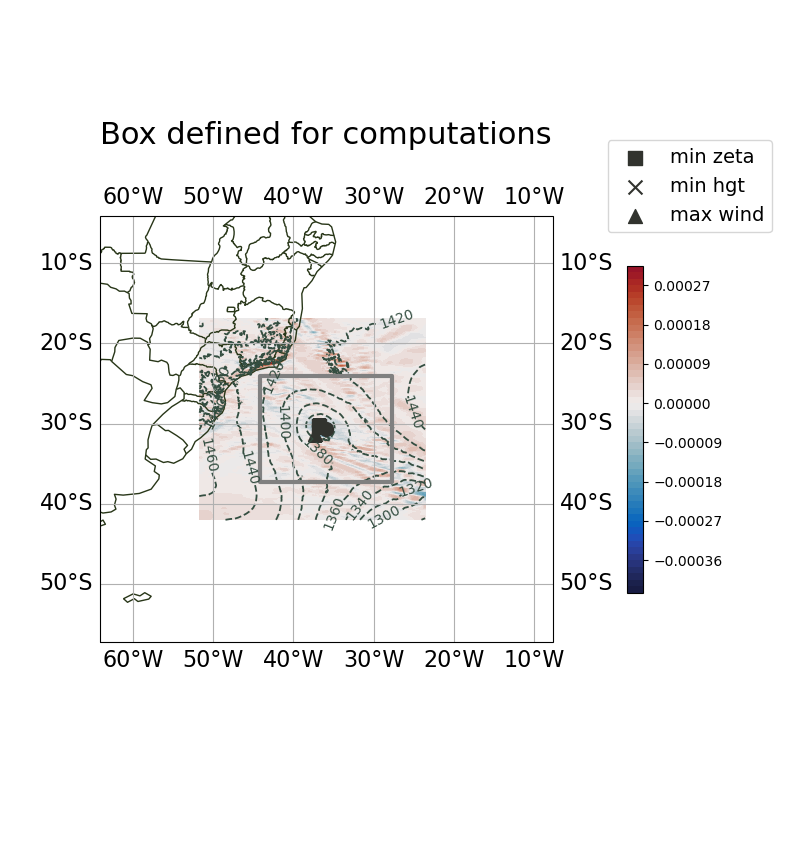 Box defined for computations
min zeta
min hgt
max wind
60°W 50°W 40°W 30°W 20°W 10°W
10°S 10°S
20°S 20°S
30°S 30°S
40°S 40°S
50°S 50°S
60°W 50°W 40°W 30°W 20°W 10°W
1420
1420
1400
1440
1380
1460
1440
1320
1340
1360
1300
0.00027
0.00018
0.00009
0.00000
−0.00009
−0.00018
−0.00027
−0.00036